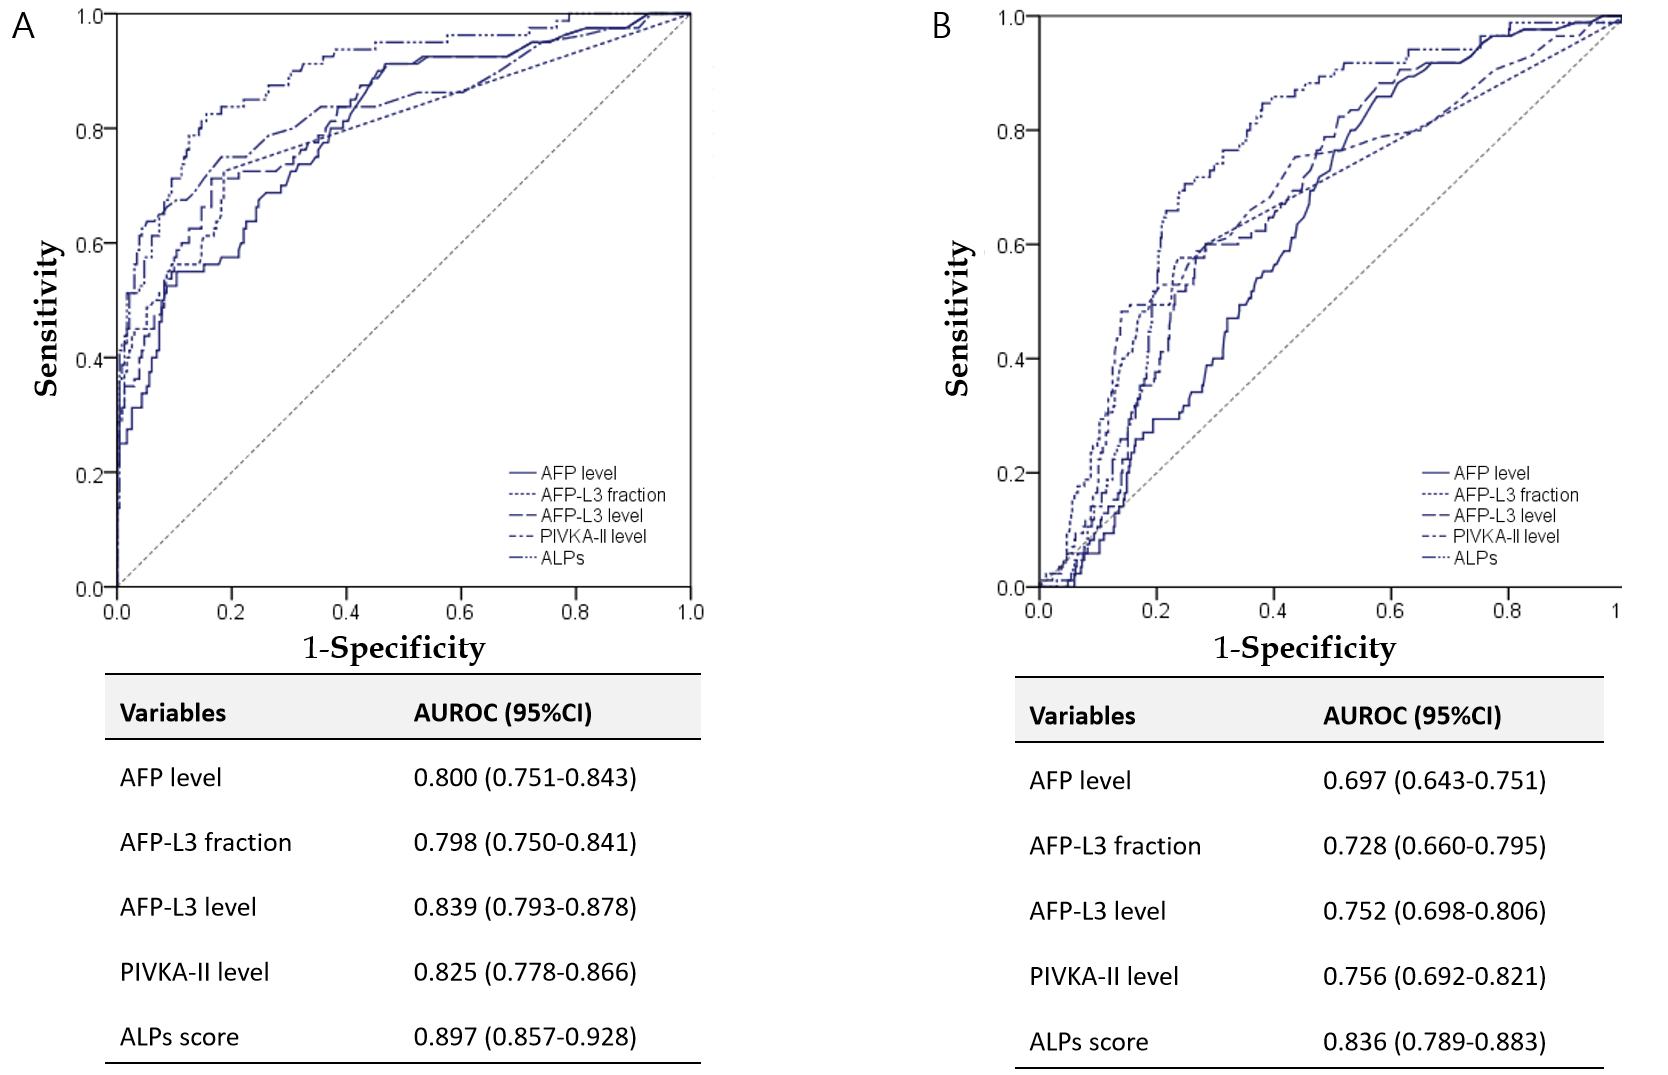 A
1.0
0.8
0.6
0.4
0.2
0.0
0.0 0.2 0.4 0.6 0.8 1.0
Sensitivity
1-Specificity
AFP level
AFP-L3 fraction
AFP-L3 level
PIVKA-II level
ALPs
Variables AUROC (95%CI)
AFP level 0.800 (0.751-0.843)
AFP-L3 fraction 0.798 (0.750-0.841)
AFP-L3 level 0.839 (0.793-0.878)
PIVKA-II level 0.825 (0.778-0.866)
ALPs score 0.897 (0.857-0.928)
B
1.0
0.8
0.6
0.4
0.2
0.0
0.0 0.2 0.4 0.6 0.8 1
Sensitivity
1-Specificity
AFP level
AFP-L3 fraction
AFP-L3 level
PIVKA-II level
ALPs
Variables AUROC (95%CI)
AFP level 0.697 (0.643-0.751)
AFP-L3 fraction 0.728 (0.660-0.795)
AFP-L3 level 0.752 (0.698-0.806)
PIVKA-II level 0.756 (0.692-0.821)
ALPs score 0.836 (0.789-0.883)